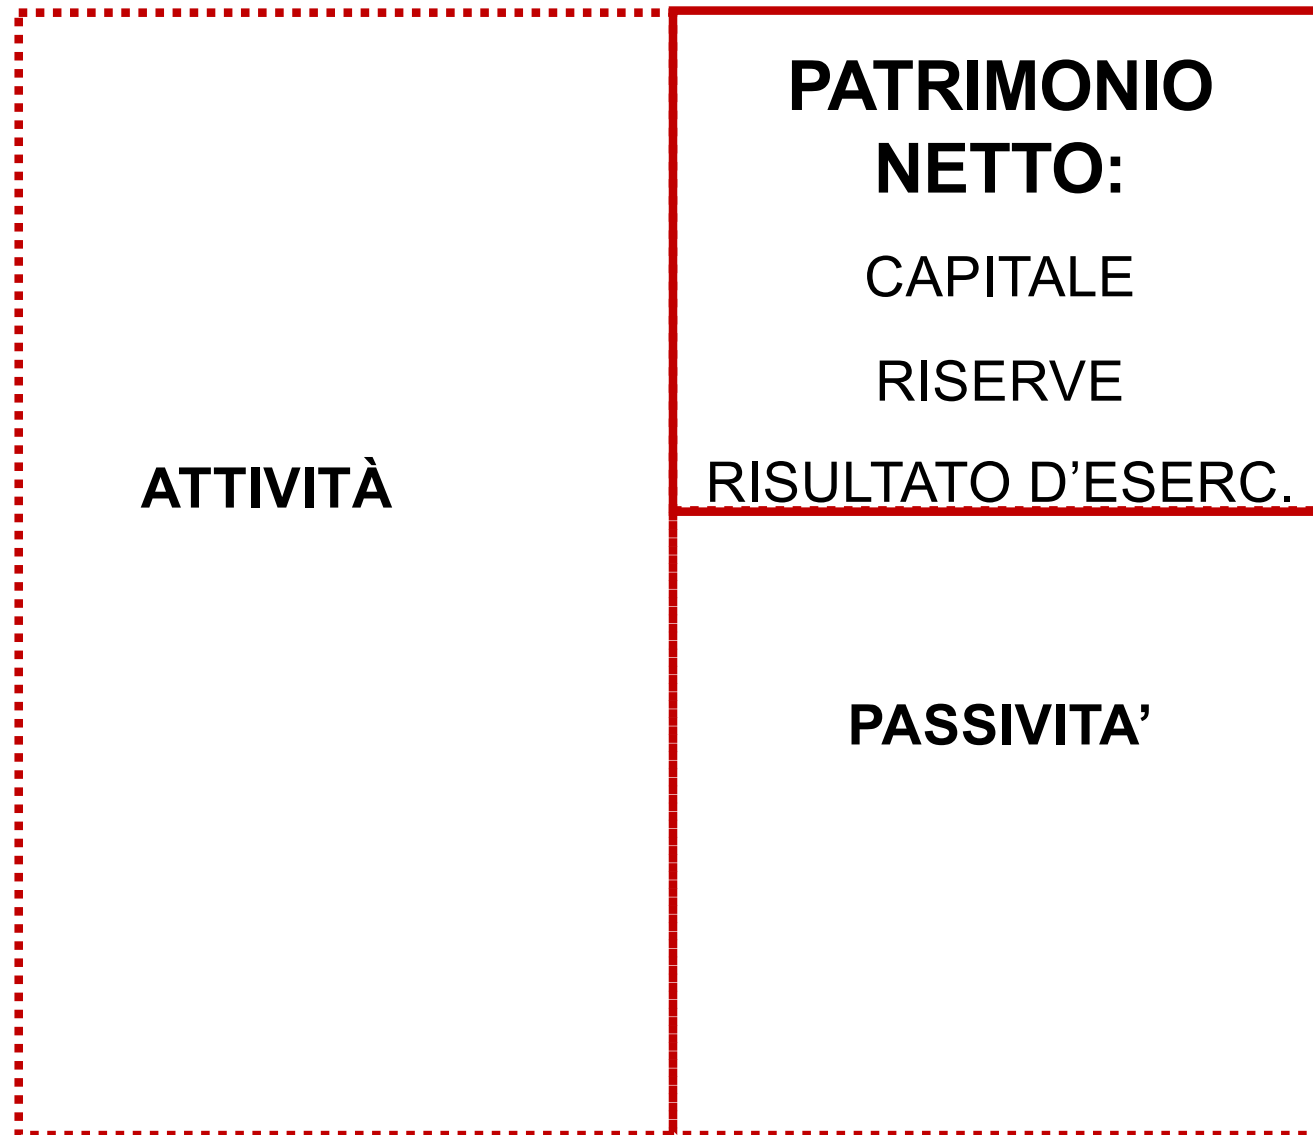 ATTIVITÀ
PATRIMONIO
NETTO:
CAPITALE
RISERVE
RISULTATO D’ESERC.
PASSIVITA’